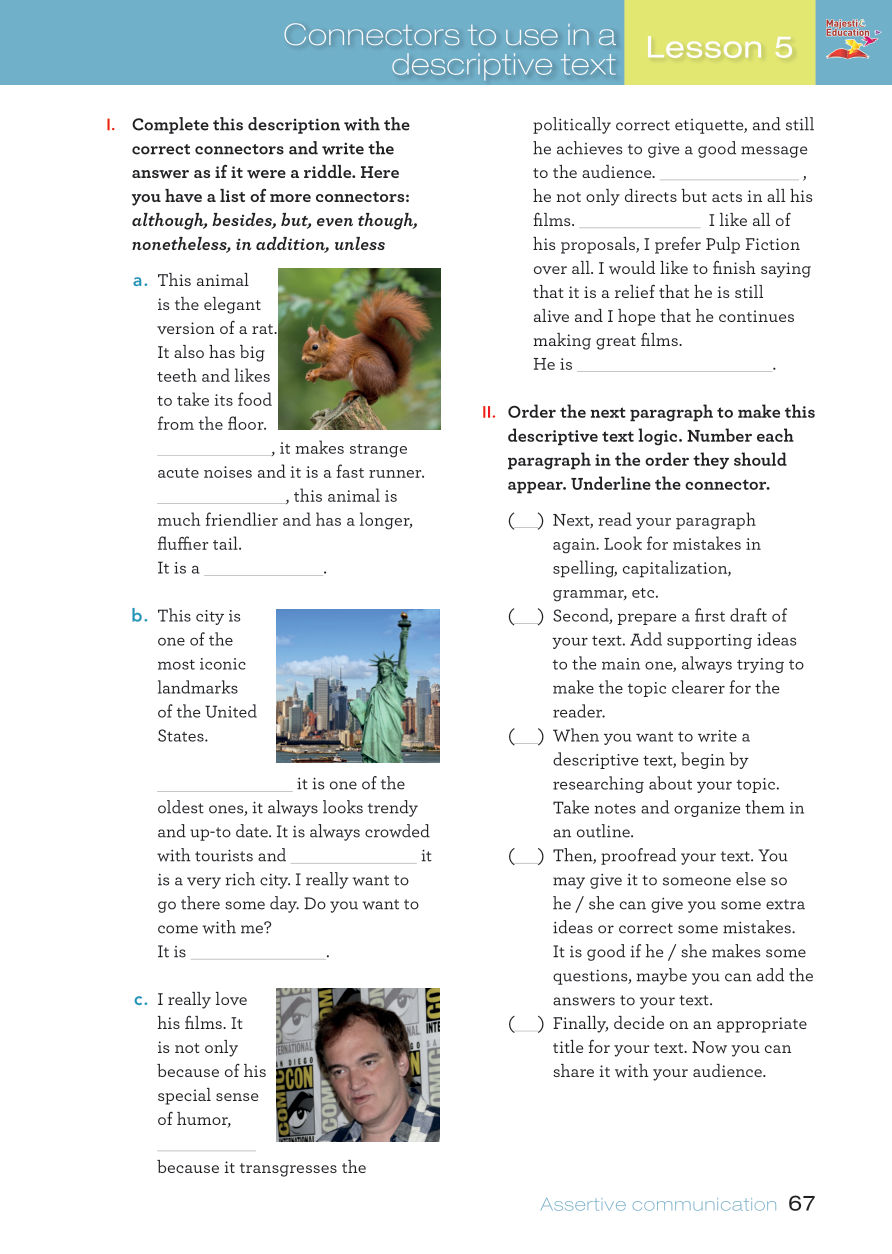 Connectors to use in a
descriptive text
Lesson 5
Majesti&
Education
I. Complete this description with the
correct connectors and write the
answer as if it were a riddle. Here
you have a list of more connectors:
although, besides, but, even though,
nonetheless, in addition, unless
a. This animal
is the elegant
version of a rat.
It also has big
teeth and likes
to take its food
from the floor.
____________, it makes strange
acute noises and it is a fast runner.
______________, this animal is
much friendlier and has a longer,
fluffier tail.
It is a _____________.
b. This city is
one of the
most iconic
landmarks
of the United
States.
_______________ it is one of the
oldest ones, it always looks trendy
and up-to date. It is always crowded
with tourists and ______________ it
is a very rich city. I really want to
go there some day. Do you want to
come with me?
It is _______________.
c. I really love
his films. It
is not only
because of his
special sense
of humor,
___________
because it transgresses the
politically correct etiquette, and still
he achieves to give a good message
to the audience. _______________ ,
he not only directs but acts in all his
films. _____________ I like all of
his proposals, I prefer Pulp Fiction
over all. I would like to finish saying
that it is a relief that he is still
alive and I hope that he continues
making great films.
He is _____________________.
II. Order the next paragraph to make this
descriptive text logic. Number each
paragraph in the order they should
appear. Underline the connector.
(__) Next, read your paragraph
again. Look for mistakes in
spelling, capitalization,
grammar, etc.
(__) Second, prepare a first draft of
your text. Add supporting ideas
to the main one, always trying to
make the topic clearer for the
reader.
(__) When you want to write a
descriptive text, begin by
researching about your topic.
Take notes and organize them in
an outline.
(__) Then, proofread your text. You
may give it to someone else so
he / she can give you some extra
ideas or correct some mistakes.
It is good if he / she makes some
questions, maybe you can add the
answers to your text.
(__) Finally, decide on an appropriate
title for your text. Now you can
share it with your audience.
Assertive communication 67